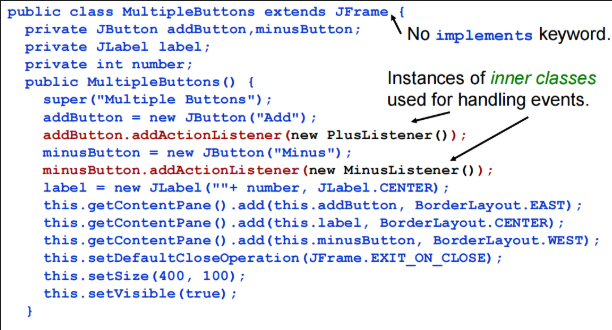 public class MultipleButtons extends JFrame {
No implements keyword.
private JButton addButton,minusButton;
private JLabel label;
private int number;
public MultipleButtons() {
Instances of inner classes
used for handling events.
super("Multiple Buttons");
addButton = new JButton("Add");
addButton.addActionListener(new PlusListener());
minusButton = new JButton("Minus");
minusButton.addActionListener(new MinusListener());
label = new JLabel(""+ number, JLabel.CENTER);
this.getContentPane().add(this.addButton, BorderLayout.EAST);
this.getContentPane().add(this.label, BorderLayout.CENTER);
this.getContentPane().add(this.minusButton, BorderLayout.WEST);
this.setDefaultCloseOperation(JFrame.EXIT_ON_CLOSE);
this.setSize(400, 100);
this.setVisible(true);
}